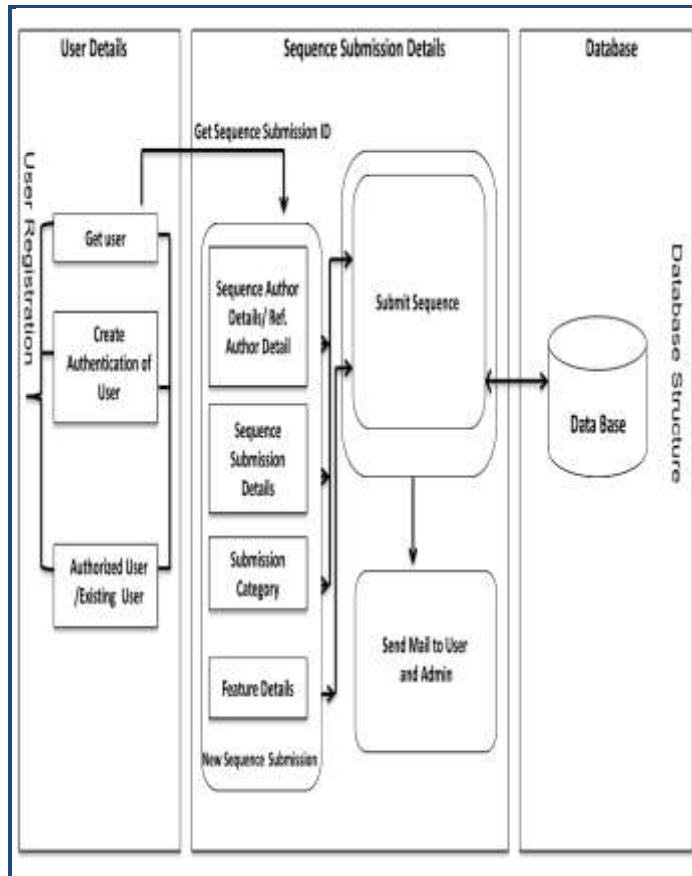 User Details
Sequence Submission Details
Database
User Registration
Get Sequence Submission ID
Get user
Create
Authentication of
User
Authorized User
/Existing User
Sequence Author
Details/ Ref.
Author Detail
Sequence
Submission
Details
Submission
Category
Feature Details
New Sequence Submission
Submit Sequence
Send Mail to User
and Admin
Data Base
Database Structure